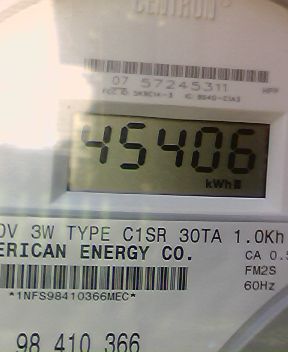 CENTRON®
07 57245311
45406
kWh
0V 3W TYPE C1SR 30TA 1.0Kh
ERICAN ENERGY CO. CA 0.5
FM2S
*1NFS98410366MEC* 60Hz
98 410 366